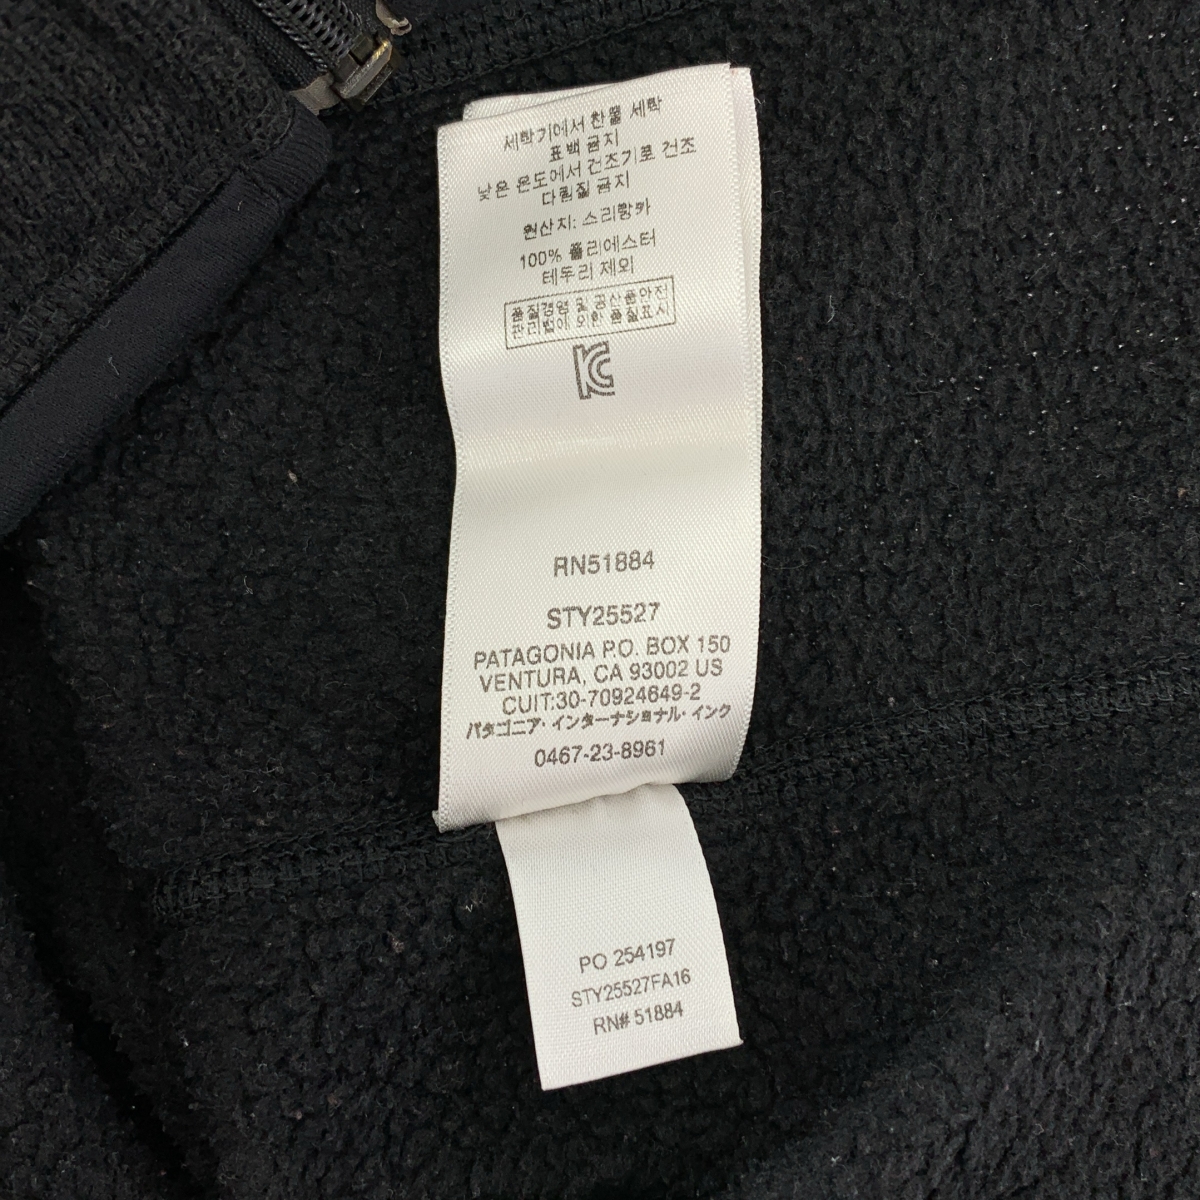 세탁기에서 찬물 세탁
표백 금지
낮은 온도에서 건조기로 건조
다림질 금지
원산지: 스리랑카
100% 폴리에스터
테두리 제외
품질경영 및 공산품안전
관리법에 의한 품질표시
KC
RN51884
STY25527
PATAGONIA P.O. BOX 150
VENTURA, CA 93002 US
CUIT:30-70924649-2
パタゴニア・インターナショナル・インク
0467-23-8961
PO 254197
STY25527FA16
RN# 51884